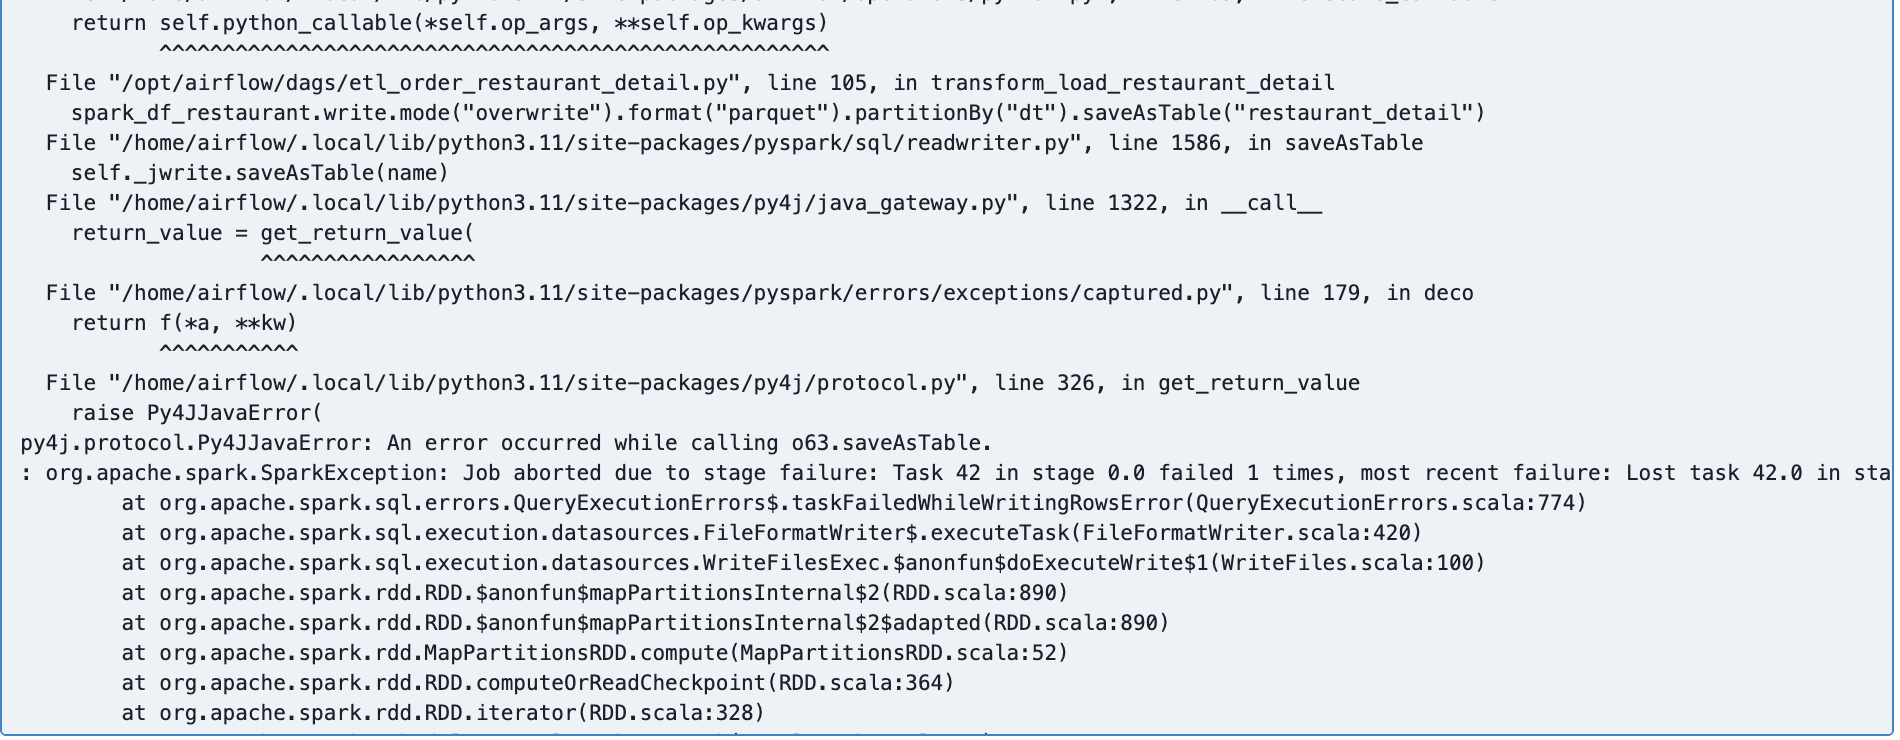 return self.python_callable(*self.op_args, **self.op_kwargs)
^^^^^^^^^^^^^^^^^^^^^^^^^^^^^^^^^^^^^^^^^^^^^^^^^^^^^
File "/opt/airflow/dags/etl_order_restaurant_detail.py", line 105, in transform_load_restaurant_detail
spark_df_restaurant.write.mode("overwrite").format("parquet").partitionBy("dt").saveAsTable("restaurant_detail")
File "/home/airflow/.local/lib/python3.11/site-packages/pyspark/sql/readwriter.py", line 1586, in saveAsTable
self._jwrite.saveAsTable(name)
File "/home/airflow/.local/lib/python3.11/site-packages/py4j/java_gateway.py", line 1322, in __call__
return_value = get_return_value(
^^^^^^^^^^^^^^^^^
File "/home/airflow/.local/lib/python3.11/site-packages/pyspark/errors/exceptions/captured.py", line 179, in deco
return f(*a, **kw)
^^^^^^^^^^^
File "/home/airflow/.local/lib/python3.11/site-packages/py4j/protocol.py", line 326, in get_return_value
raise Py4JJavaError(
py4j.protocol.Py4JJavaError: An error occurred while calling o63.saveAsTable.
: org.apache.spark.SparkException: Job aborted due to stage failure: Task 42 in stage 0.0 failed 1 times, most recent failure: Lost task 42.0 in sta
at org.apache.spark.sql.errors.QueryExecutionErrors$.taskFailedWhileWritingRowsError(QueryExecutionErrors.scala:774)
at org.apache.spark.sql.execution.datasources.FileFormatWriter$.executeTask(FileFormatWriter.scala:420)
at org.apache.spark.sql.execution.datasources.WriteFilesExec.$anonfun$doExecuteWrite$1(WriteFiles.scala:100)
at org.apache.spark.rdd.RDD.$anonfun$mapPartitionsInternal$2(RDD.scala:890)
at org.apache.spark.rdd.RDD.$anonfun$mapPartitionsInternal$2$adapted(RDD.scala:890)
at org.apache.spark.rdd.MapPartitionsRDD.compute(MapPartitionsRDD.scala:52)
at org.apache.spark.rdd.RDD.computeOrReadCheckpoint(RDD.scala:364)
at org.apache.spark.rdd.RDD.iterator(RDD.scala:328)